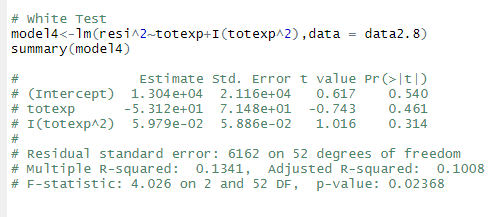 # White Test
model4<-lm(resi^2~totexp+I(totexp^2),data = data2.8)
summary(model4)
#               Estimate Std. Error t value Pr(>|t|)
# (Intercept)  1.304e+04  2.116e+04   0.617    0.540
# totexp      -5.312e+01  7.148e+01  -0.743    0.461
# I(totexp^2)  5.979e-02  5.886e-02   1.016    0.314
#
# Residual standard error: 6162 on 52 degrees of freedom
# Multiple R-squared:  0.1341,  Adjusted R-squared:  0.1008
# F-statistic: 4.026 on 2 and 52 DF,  p-value: 0.02368